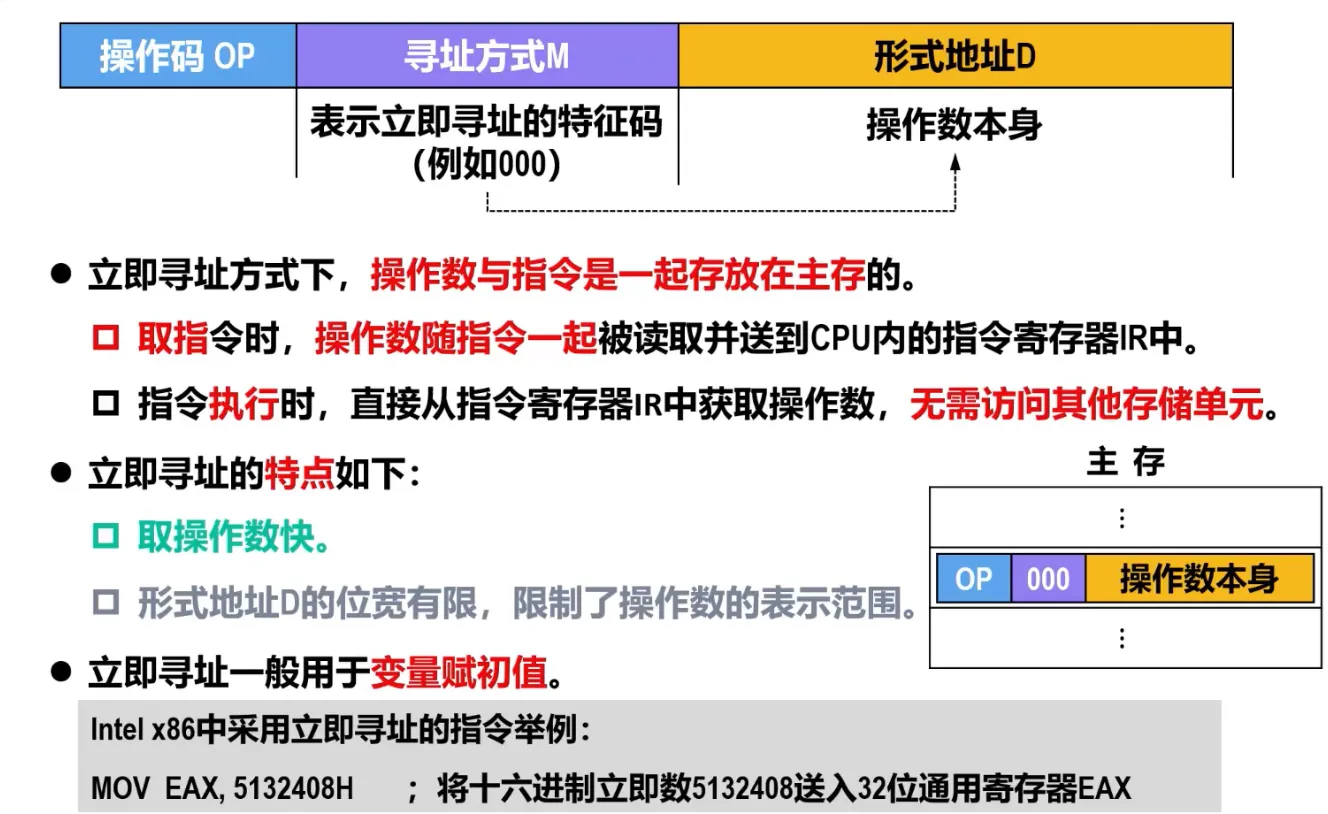 操作码 OP 寻址方式M 形式地址D
表示立即寻址的特征码 操作数本身
(例如000)
● 立即寻址方式下，操作数与指令是一起存放在主存的。
□ 取指令时，操作数随指令一起被读取并送到CPU内的指令寄存器IR中。
□ 指令执行时，直接从指令寄存器IR中获取操作数，无需访问其他存储单元。
● 立即寻址的特点如下：
□ 取操作数快。
□ 形式地址D的位宽有限，限制了操作数的表示范围。
主 存
⋮
OP 000 操作数本身
⋮
● 立即寻址一般用于变量赋初值。
Intel x86中采用立即寻址的指令举例：
MOV EAX, 5132408H ；将十六进制立即数5132408送入32位通用寄存器EAX